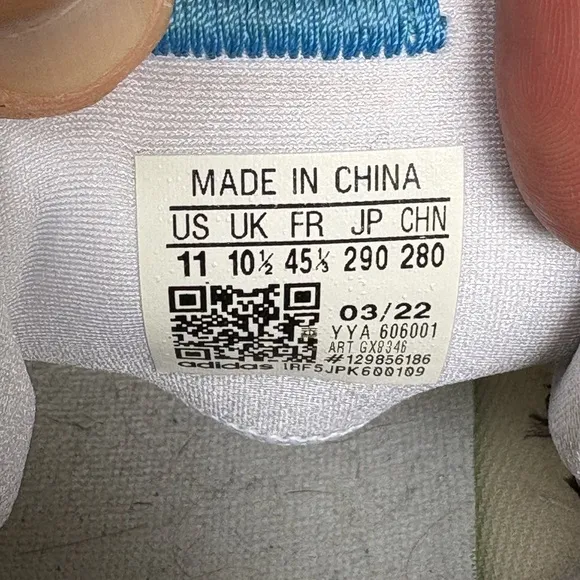 MADE IN CHINA
US UK FR JP CHN
11 10½ 45⅓ 290 280
03/22
YYA 606001
ART GX8346
#129856186
adidas 1RF5JPK600109